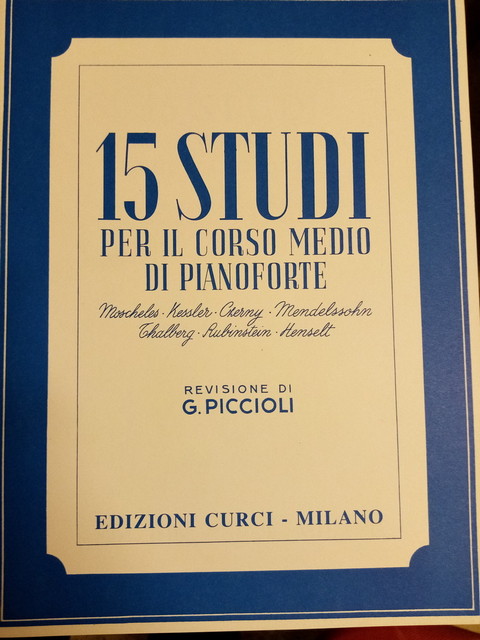 15 STUDI
PER IL CORSO MEDIO
DI PIANOFORTE
Moscheles · Kessler · Czerny · Mendelssohn
Thalberg · Rubinstein · Henselt
REVISIONE DI
G. PICCIOLI
EDIZIONI CURCI - MILANO